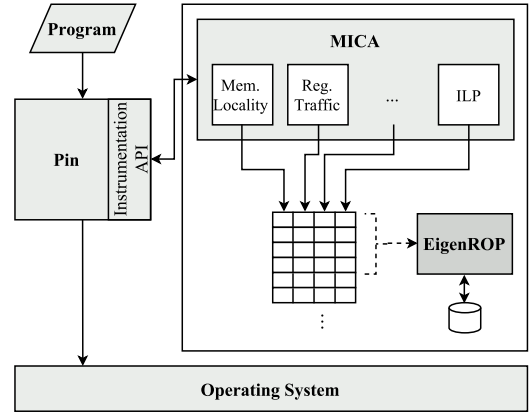 Program
MICA
Mem.
Locality
Reg.
Traffic
...
ILP
Pin
Instrumentation
API
EigenROP
...
Operating System